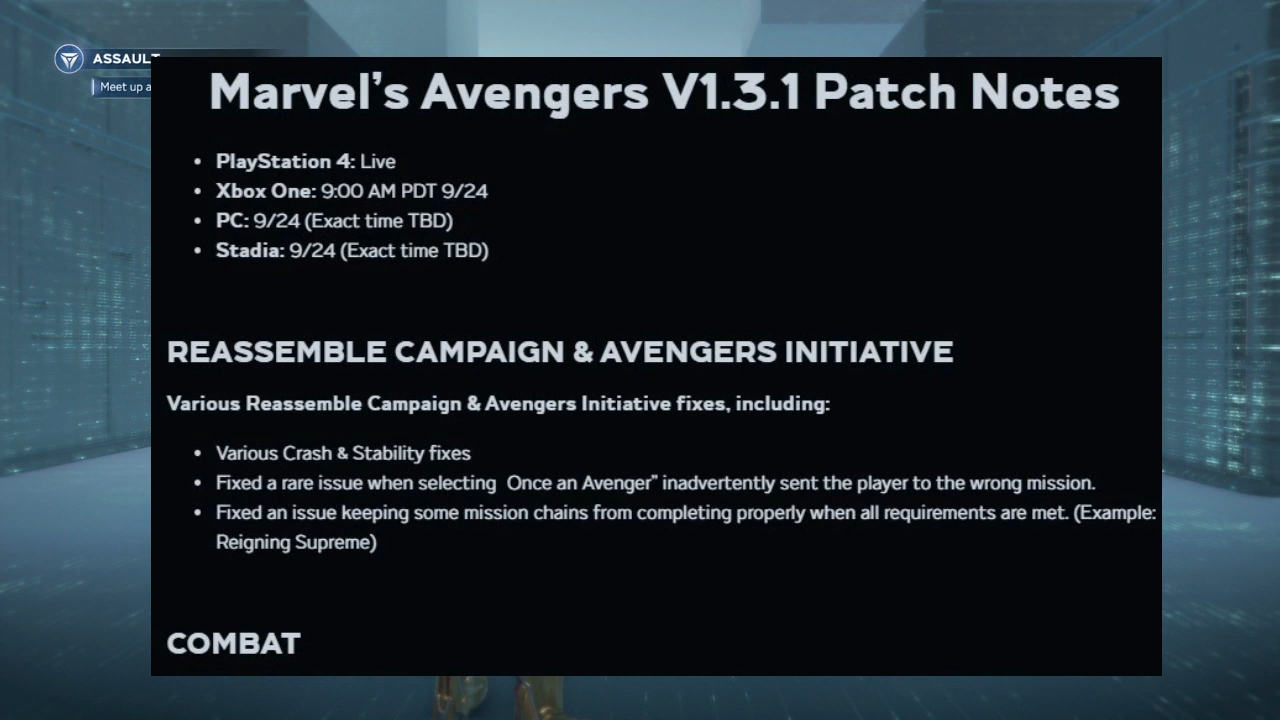 ASSAULT
Meet up a
Marvel's Avengers V1.3.1 Patch Notes
• PlayStation 4: Live
• Xbox One: 9:00 AM PDT 9/24
• PC: 9/24 (Exact time TBD)
• Stadia: 9/24 (Exact time TBD)
REASSEMBLE CAMPAIGN & AVENGERS INITIATIVE
Various Reassemble Campaign & Avengers Initiative fixes, including:
• Various Crash & Stability fixes
• Fixed a rare issue when selecting  Once an Avenger” inadvertently sent the player to the wrong mission.
• Fixed an issue keeping some mission chains from completing properly when all requirements are met. (Example:
Reigning Supreme)
COMBAT